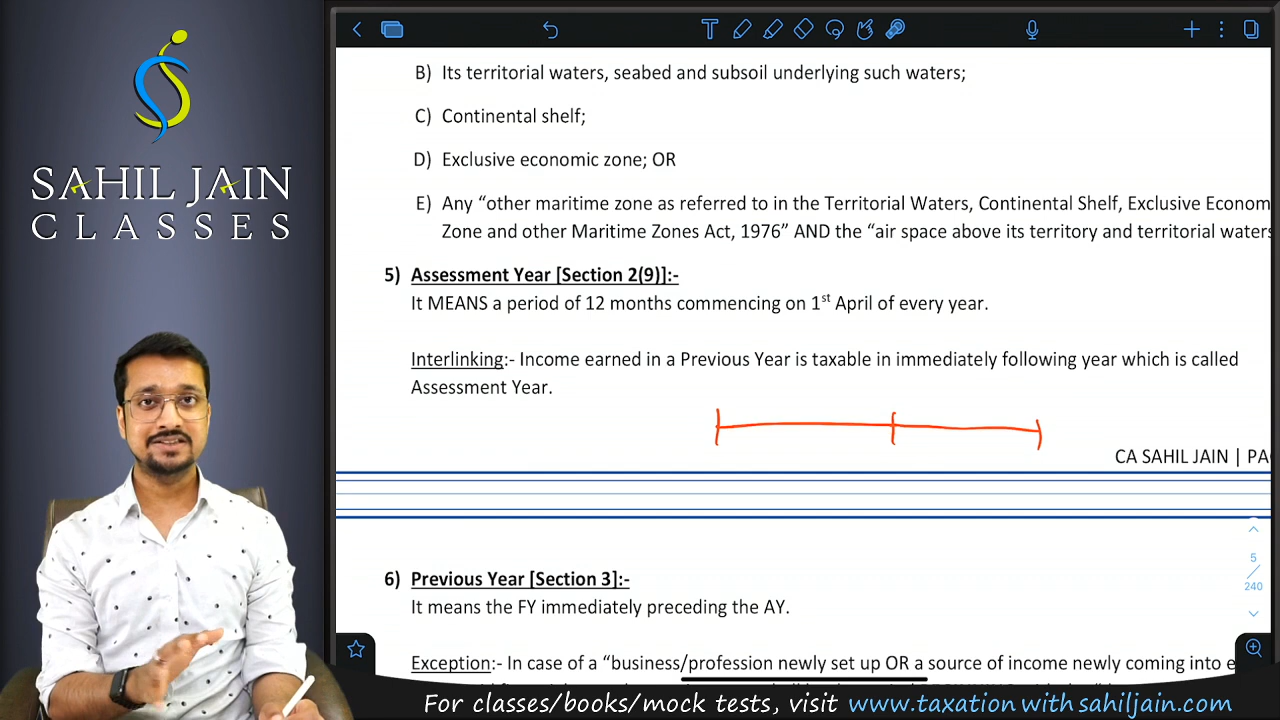 SAHIL JAIN
CLASSES
B) Its territorial waters, seabed and subsoil underlying such waters;
C) Continental shelf;
D) Exclusive economic zone; OR
E) Any “other maritime zone as referred to in the Territorial Waters, Continental Shelf, Exclusive Econom
Zone and other Maritime Zones Act, 1976” AND the “air space above its territory and territorial waters
5) Assessment Year [Section 2(9)]:-
It MEANS a period of 12 months commencing on 1st April of every year.
Interlinking:- Income earned in a Previous Year is taxable in immediately following year which is called
Assessment Year.
CA SAHIL JAIN | PA
5
/
240
6) Previous Year [Section 3]:-
It means the FY immediately preceding the AY.
Exception:- In case of a “business/profession newly set up OR a source of income newly coming into e
For classes/books/mock tests, visit www.taxationwithsahiljain.com